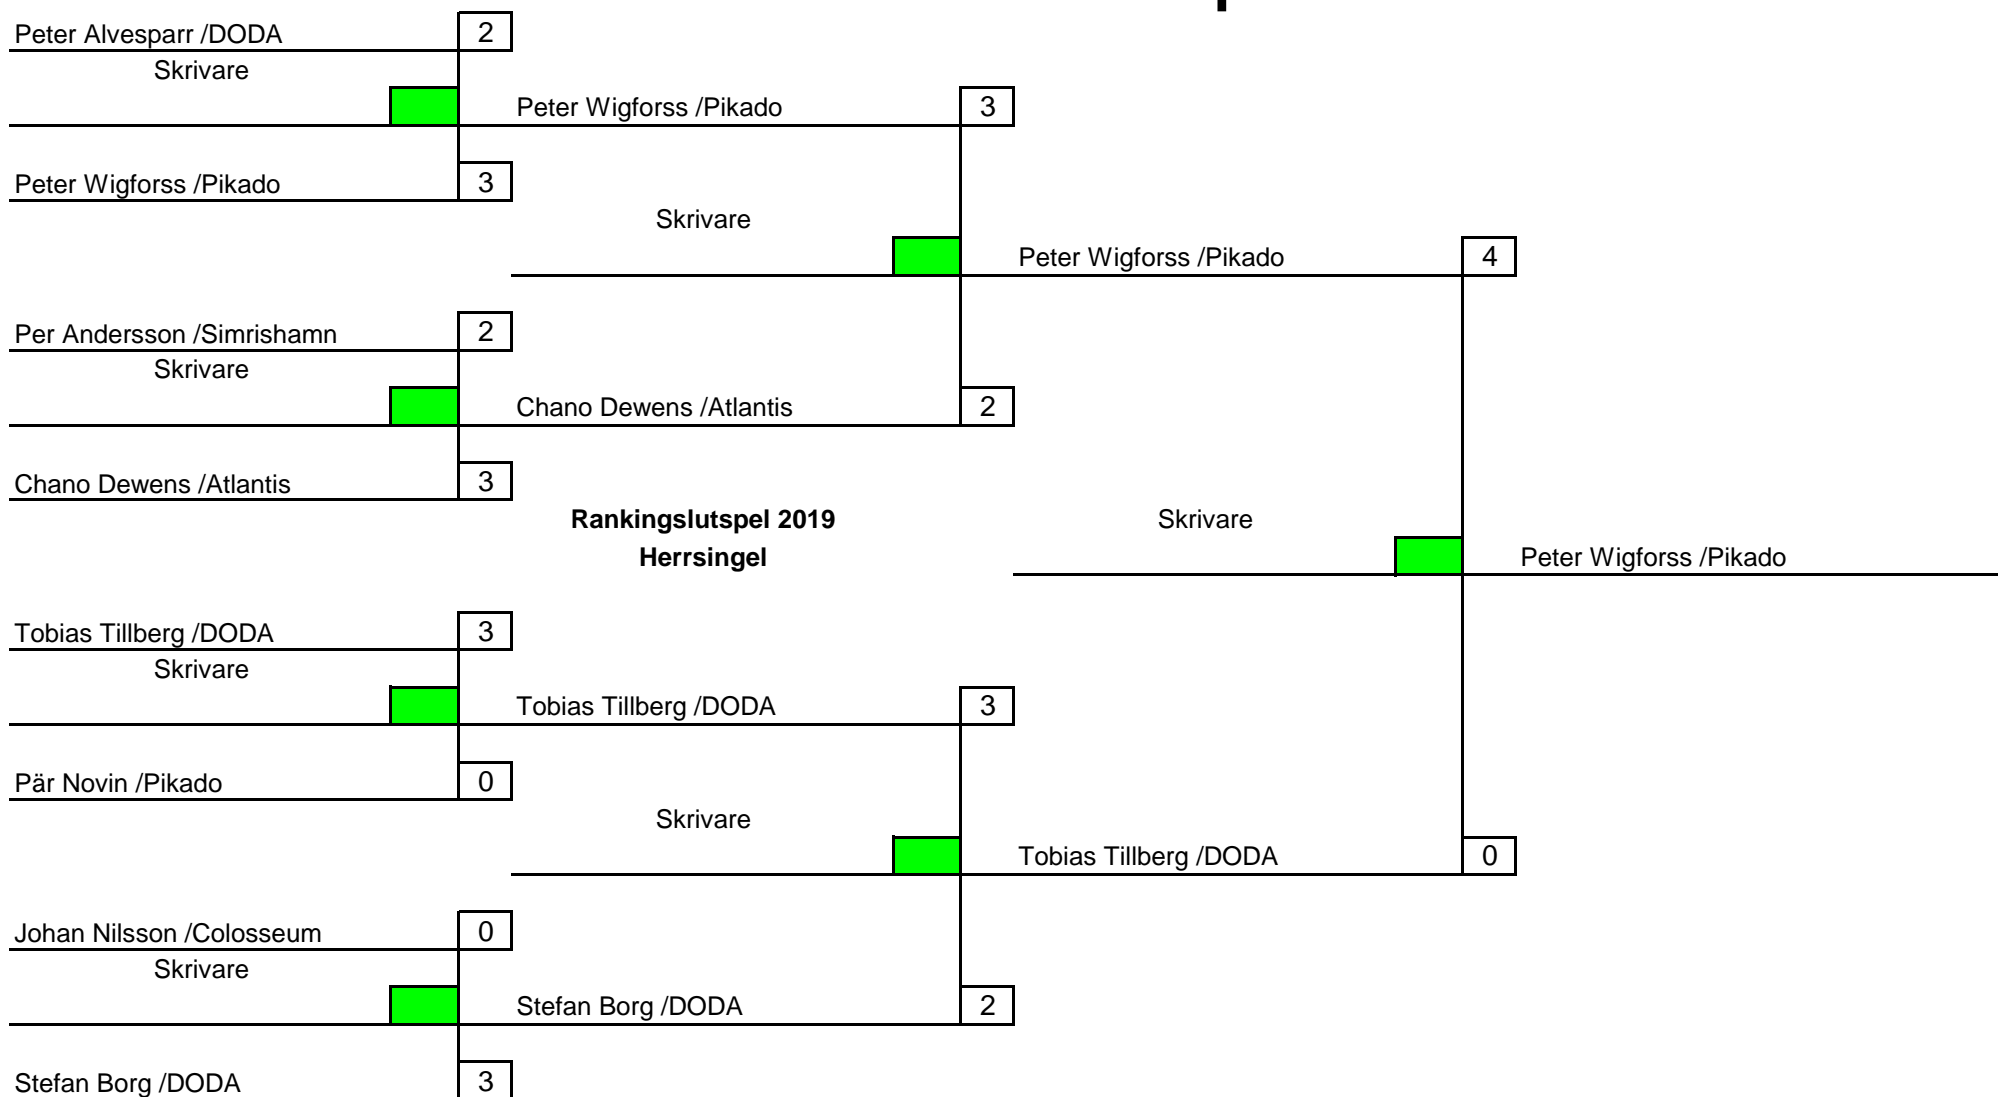 Peter Alvesparr /DODA 2
Skrivare
Peter Wigforss /Pikado 3
Peter Wigforss /Pikado 3
Skrivare
Peter Wigforss /Pikado 4
Per Andersson /Simrishamn 2
Skrivare
Chano Dewens /Atlantis 2
Chano Dewens /Atlantis 3
Rankingslutspel 2019
Herrsingel
Skrivare
Peter Wigforss /Pikado
Tobias Tillberg /DODA 3
Skrivare
Tobias Tillberg /DODA 3
Pär Novin /Pikado 0
Skrivare
Tobias Tillberg /DODA 0
Johan Nilsson /Colosseum 0
Skrivare
Stefan Borg /DODA 2
Stefan Borg /DODA 3